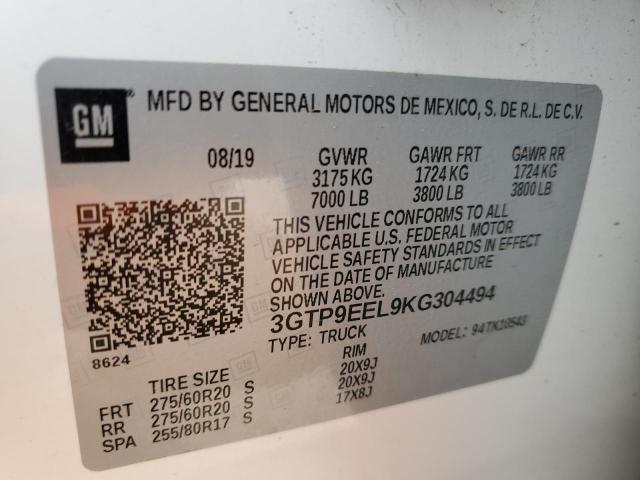 GM ® MFD BY GENERAL MOTORS DE MEXICO, S. DE R.L. DE C.V.
08/19 GVWR GAWR FRT GAWR RR
3175 KG 1724 KG 1724 KG
7000 LB 3800 LB 3800 LB
THIS VEHICLE CONFORMS TO ALL
APPLICABLE U.S. FEDERAL MOTOR
VEHICLE SAFETY STANDARDS IN EFFECT
ON THE DATE OF MANUFACTURE
SHOWN ABOVE.
3GTP9EEL9KG304494
TYPE: TRUCK MODEL: 94TK10543
8624
TIRE SIZE RIM
FRT 275/60R20 S 20X9J
RR 275/60R20 S 20X9J
SPA 255/80R17 S 17X8J